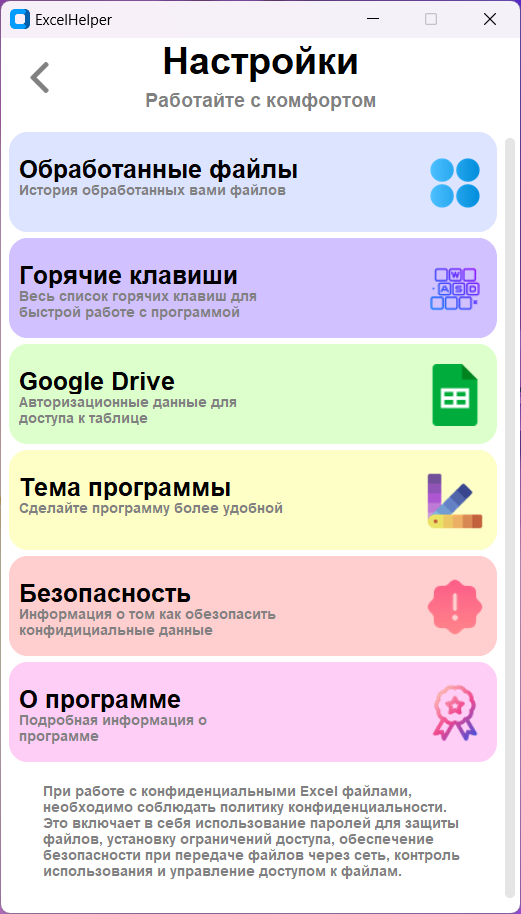 ExcelHelper
Настройки
Работайте с комфортом
Обработанные файлы
История обработанных вами файлов
Горячие клавиши
Весь список горячих клавиш для
быстрой работе с программой
W
A S D
Google Drive
Авторизационные данные для
доступа к таблице
Тема программы
Сделайте программу более удобной
Безопасность
Информация о том как обезопасить
конфидициальные данные
О программе
Подробная информация о
программе
При работе с конфиденциальными Excel файлами,
необходимо соблюдать политику конфиденциальности.
Это включает в себя использование паролей для защиты
файлов, установку ограничений доступа, обеспечение
безопасности при передаче файлов через сеть, контроль
использования и управление доступом к файлам.